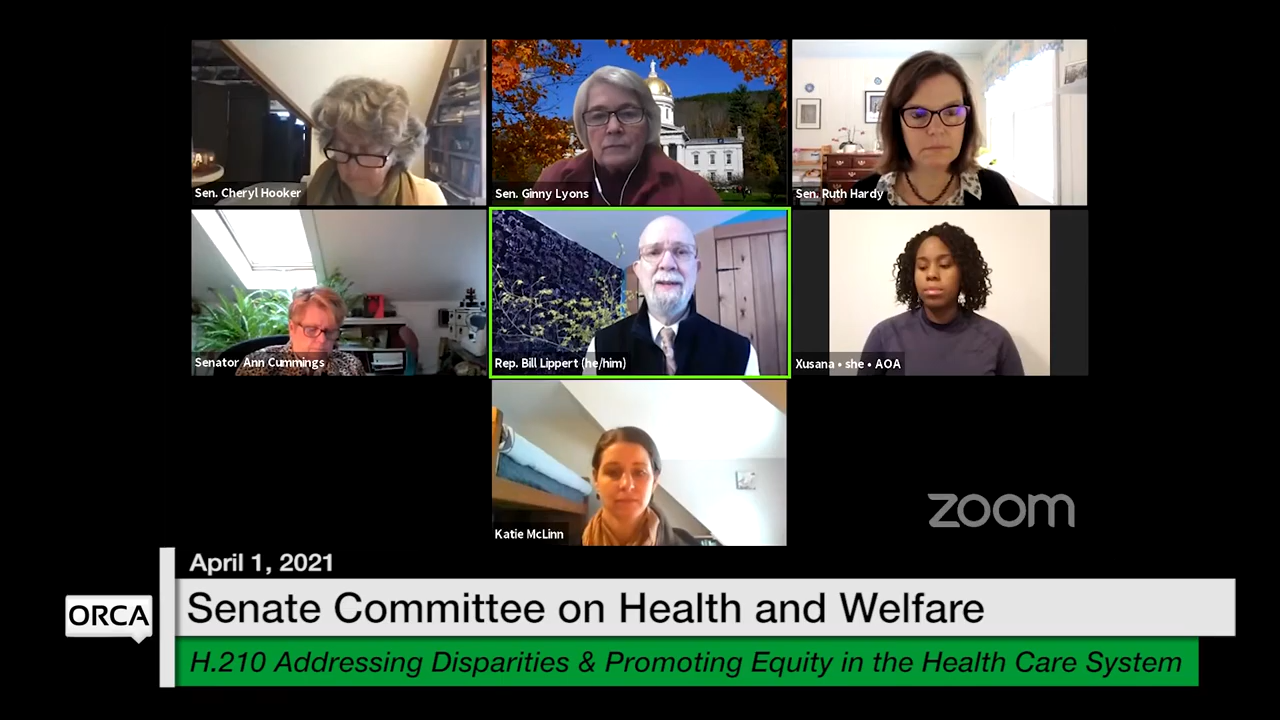 Sen. Cheryl Hooker
Sen. Ginny Lyons
Sen. Ruth Hardy
Senator Ann Cummings
Rep. Bill Lippert (he/him)
Xusana • she • AOA
Katie McLinn
zoom
April 1, 2021
ORCA
Senate Committee on Health and Welfare
H.210 Addressing Disparities & Promoting Equity in the Health Care System